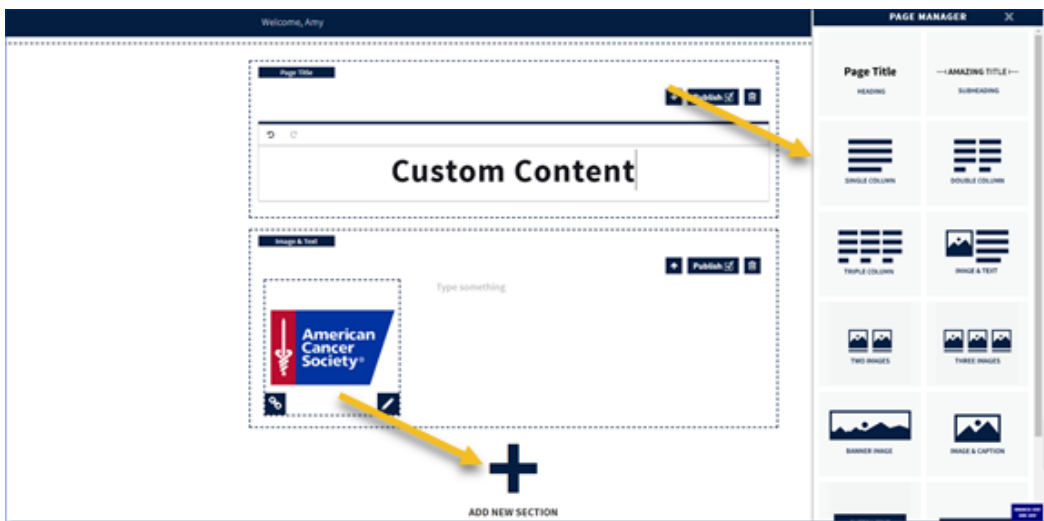 Welcome, Amy
PAGE MANAGER X
Page Title
Publish
Custom Content
Image & Text
Publish
Type something
American
Cancer
Society®
ADD NEW SECTION
Page Title
HEADING
AMAZING TITLE
SUBHEADING
SINGLE COLUMN
DOUBLE COLUMN
TRIPLE COLUMN
IMAGE & TEXT
TWO IMAGES
THREE IMAGES
BANNER IMAGE
IMAGE & CAPTION